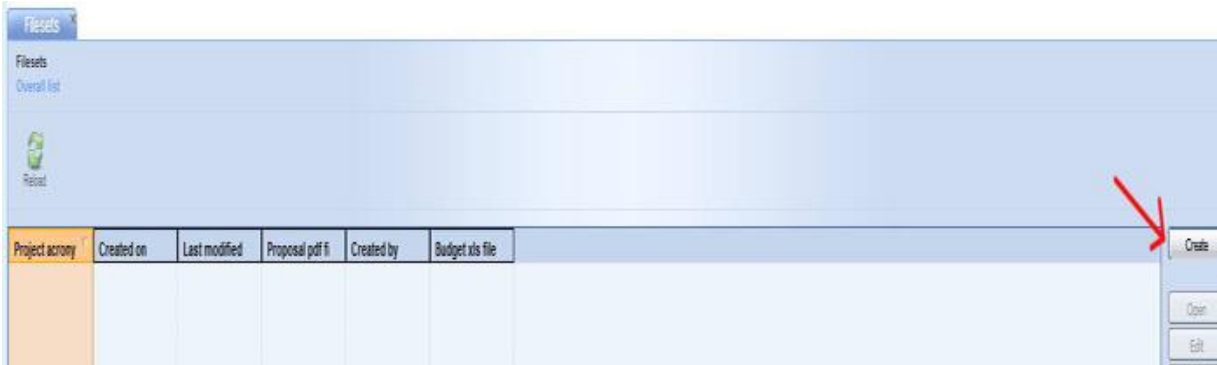 Filesets x
Filesets
Overall list
Reload
Project acrony Created on Last modified Proposal pdf fi Created by Budget xls file
Create
Open
Edit